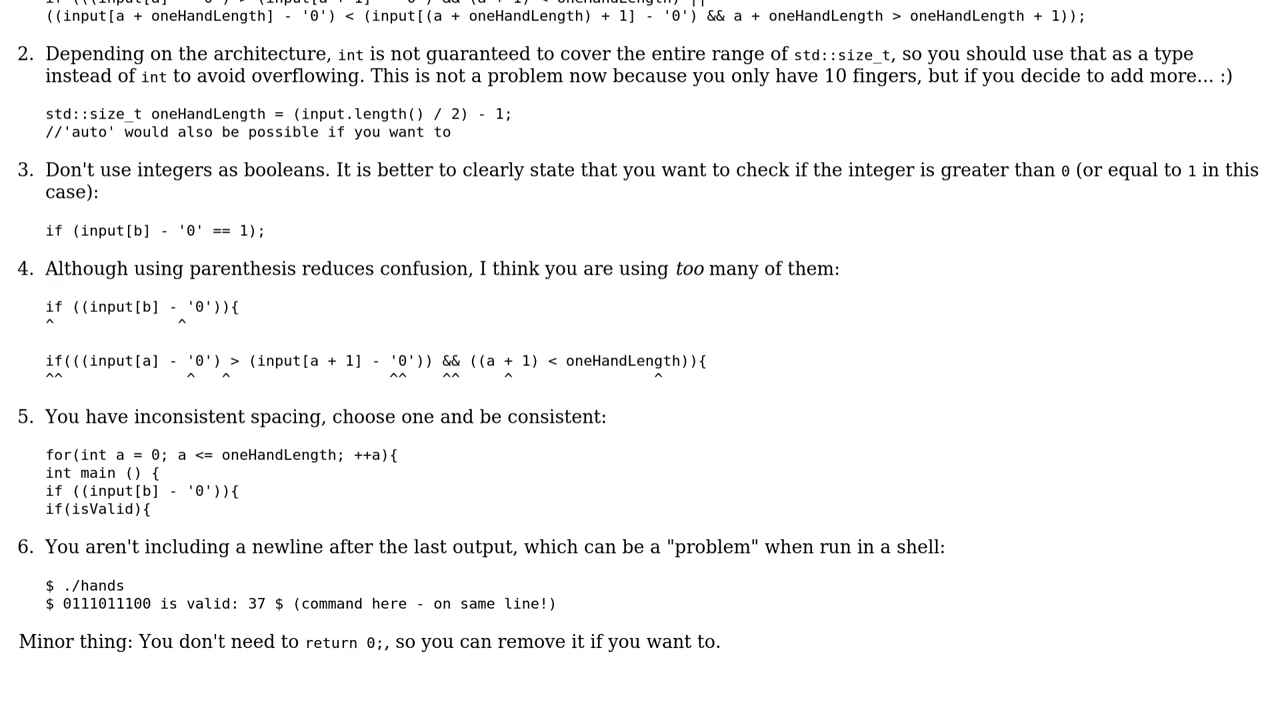 ((input[a + oneHandLength] - '0') < (input[(a + oneHandLength) + 1] - '0') && a + oneHandLength > oneHandLength + 1));
2. Depending on the architecture, int is not guaranteed to cover the entire range of std::size_t, so you should use that as a type
instead of int to avoid overflowing. This is not a problem now because you only have 10 fingers, but if you decide to add more... :)
std::size_t oneHandLength = (input.length() / 2) - 1;
//'auto' would also be possible if you want to
3. Don't use integers as booleans. It is better to clearly state that you want to check if the integer is greater than 0 (or equal to 1 in this
case):
if (input[b] - '0' == 1);
4. Although using parenthesis reduces confusion, I think you are using too many of them:
if ((input[b] - '0')){
^              ^
if(((input[a] - '0') > (input[a + 1] - '0')) && ((a + 1) < oneHandLength)){
^^              ^   ^                  ^^    ^^     ^                ^
5. You have inconsistent spacing, choose one and be consistent:
for(int a = 0; a <= oneHandLength; ++a){
int main () {
if ((input[b] - '0')){
if(isValid){
6. You aren't including a newline after the last output, which can be a "problem" when run in a shell:
$ ./hands
$ 0111011100 is valid: 37 $ (command here - on same line!)
Minor thing: You don't need to return 0;, so you can remove it if you want to.